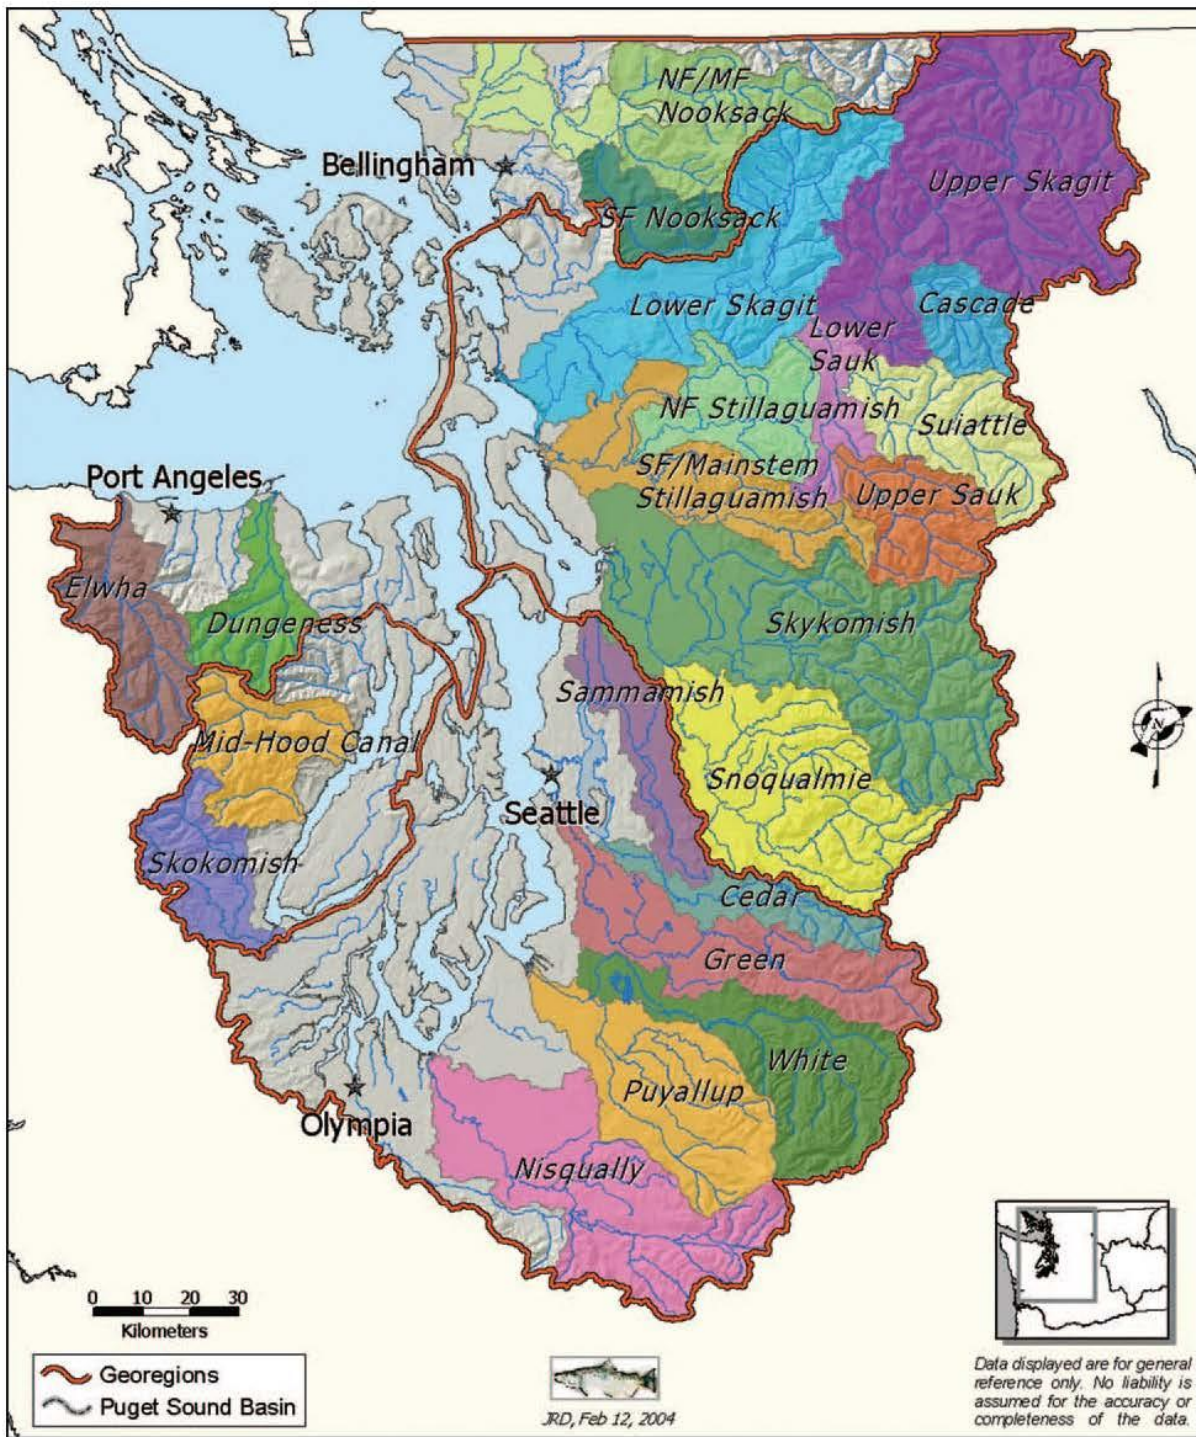 NF/MF
Nooksack
Bellingham
Upper Skagit
SF Nooksack
Lower Skagit
Cascade
Lower
Sauk
NF Stillaguamish
Suiattle
Port Angeles
SF/Mainstem
Stillaguamish
Upper Sauk
Elwha
Dungeness
Skykomish
Sammamish
Mid-Hood Canal
Snoqualmie
Seattle
Skokomish
Cedar
Green
White
Puyallup
Olympia
Nisqually
N
0 10 20 30
Kilometers
Georegions
Puget Sound Basin
JRD, Feb 12, 2004
Data displayed are for general
reference only. No liability is
assumed for the accuracy or
completeness of the data.